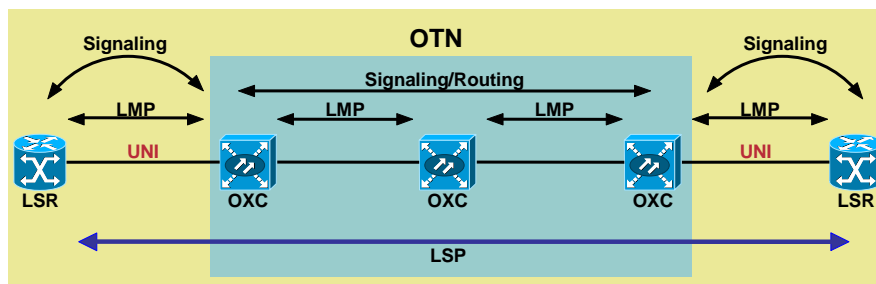 OTN
Signaling
Signaling
Signaling/Routing
LMP
LMP
LMP
LMP
UNI
UNI
LSR
OXC
OXC
OXC
LSR
LSP